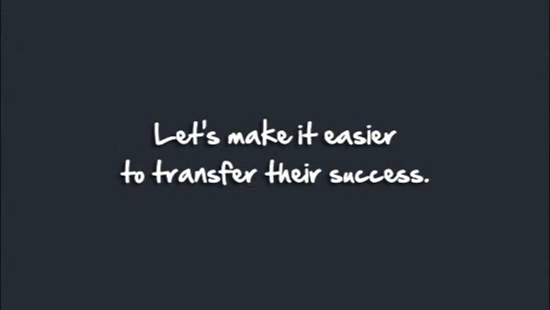 Let's make it easier
to transfer their success.